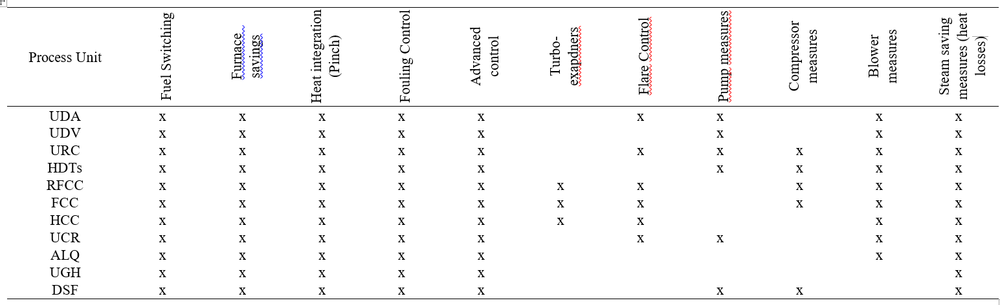 Process Unit Fuel Switching Furnace savings Heat integration (Pinch) Fouling Control Advanced control Turbo-exapdners Flare Control Pump measures Compressor measures Blower measures Steam saving measures (heat losses)
UDA x x x x x x x x x
UDV x x x x x x x x
URC x x x x x x x x x x
HDTs x x x x x x x x x
RFCC x x x x x x x x x x
FCC x x x x x x x x x x
HCC x x x x x x x x x
UCR x x x x x x x x x
ALQ x x x x x x x
UGH x x x x x x
DSF x x x x x x x x